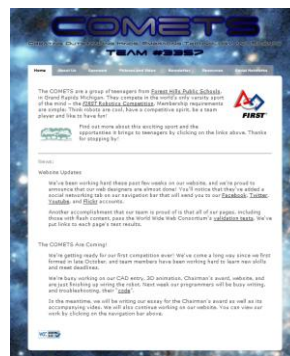 COMETS
TEAM #3357
Home
About Us
Sponsors
Newsletters
Resources
The COMETS are a group of teenagers from Forest Hills Public Schools,
in Grand Rapids Michigan. They compete in the world's only varsity sport
of the mind – the FIRST Robotics Competition. Membership requirements
are simple: Think robots are cool, have a competitive spirit, be a team
player and like to have fun!
FIRST
Find out more about this exciting sport and the
opportunities it brings to teenagers by clicking on the links above. Thanks
for stopping by!
News:
Website Updates
We've been working hard these past few weeks on our website, and we're proud to
announce that our web designers are almost done! You'll notice that they've added a
social networking tab on our navigation bar that will send you to our Facebook, Twitter,
Youtube, and Flickr accounts.
Another accomplishment that our team is proud of is that all of our pages, including
those with flash content, pass the World Wide Web Consortium's validation tests. We've
put links to each page's test results.
The COMETS Are Coming!
We're getting ready for our first competition ever! We've come a long way since we first
formed in late October, and team members have been working hard to learn new skills
and meet deadlines.
We're busy working on our CAD entry, 3D animation, Chairman's award, website, and
are just finishing up wiring the robot. Next week our programmers will be busy writing,
and troubleshooting, their "code".
In the meantime, we will be writing our essay for the Chairman's award as well as its
accompanying video. We will also continue working on our website. You can view our
work by clicking on the navigation bar above.